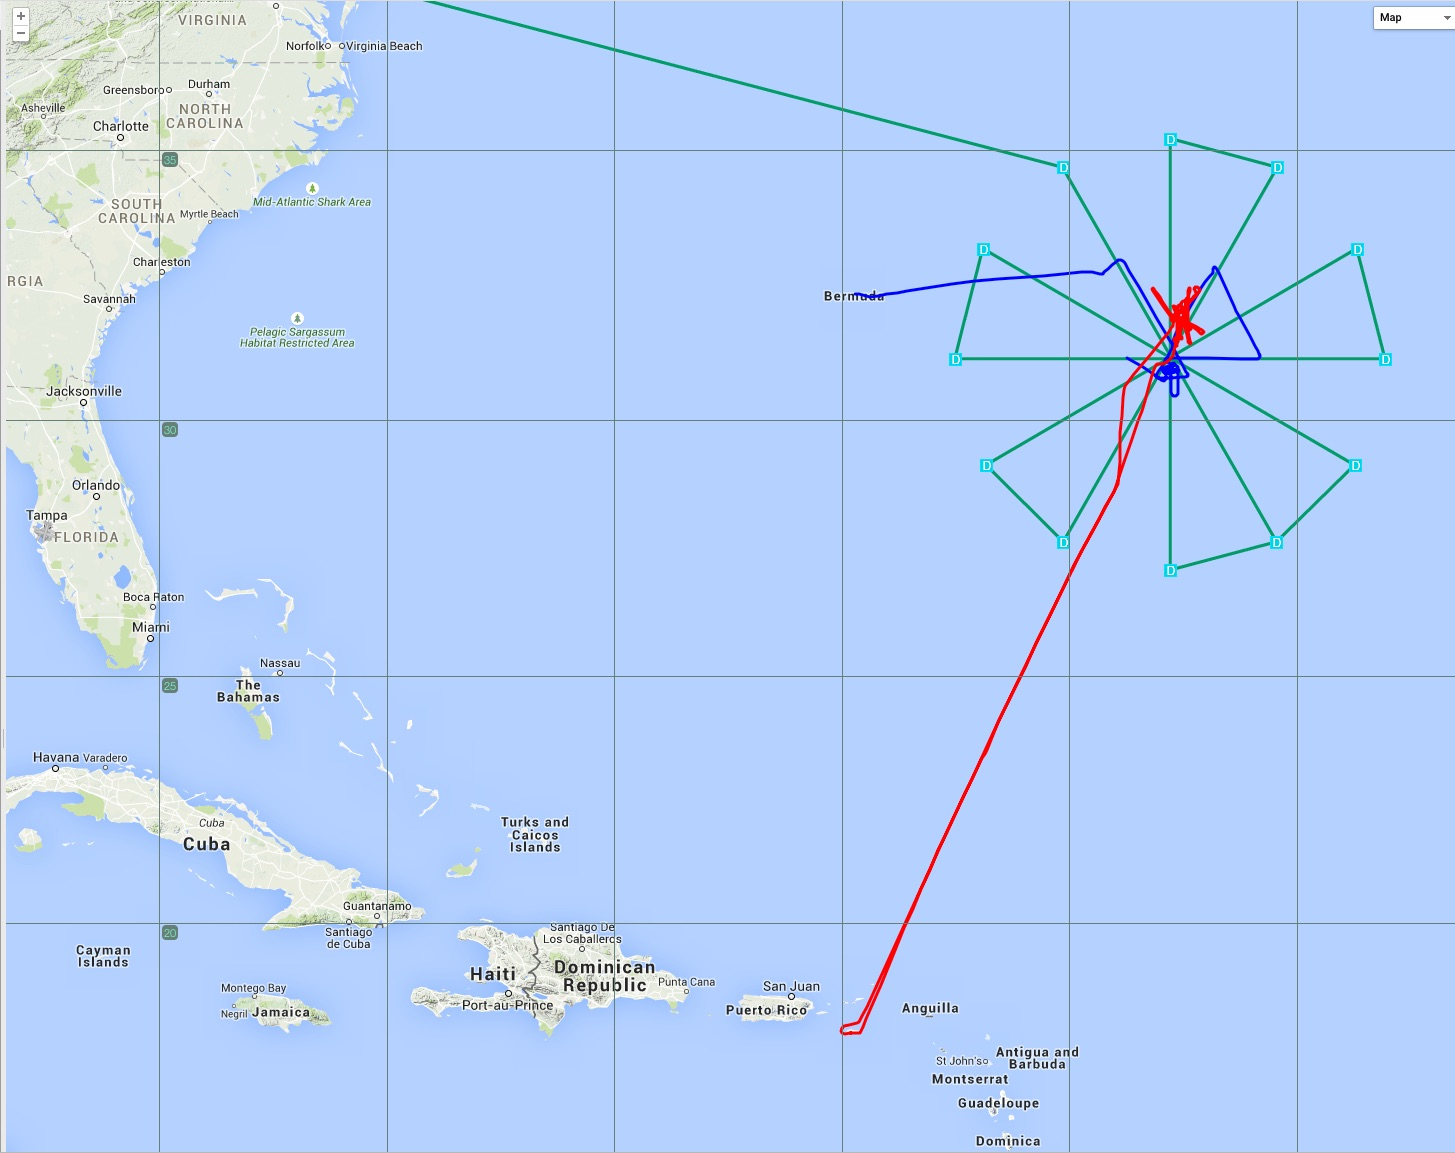 +
−
VIRGINIA
Map
Norfolk
Virginia Beach
Greensboro
Durham
Asheville
NORTH
CAROLINA
Charlotte
35
D
D
D
Mid-Atlantic Shark Area
SOUTH
CAROLINA
Myrtle Beach
D
D
Charleston
RGIA
Savannah
Bermuda
Pelagic Sargassum
Habitat Restricted Area
D
D
Jacksonville
30
D
D
Orlando
Tampa
FLORIDA
D
D
D
Boca Raton
Miami
Nassau
25
The
Bahamas
Havana
Varadero
Cuba
Cuba
Turks and
Caicos
Islands
Guantanamo
20
Santiago
de Cuba
Santiago De
Los Caballeros
Cayman
Islands
Haiti
Dominican
Republic
Punta Cana
San Juan
Montego Bay
Port-au-Prince
Puerto Rico
Anguilla
Negril
Jamaica
St John's
Antigua and
Barbuda
Montserrat
Guadeloupe
Dominica